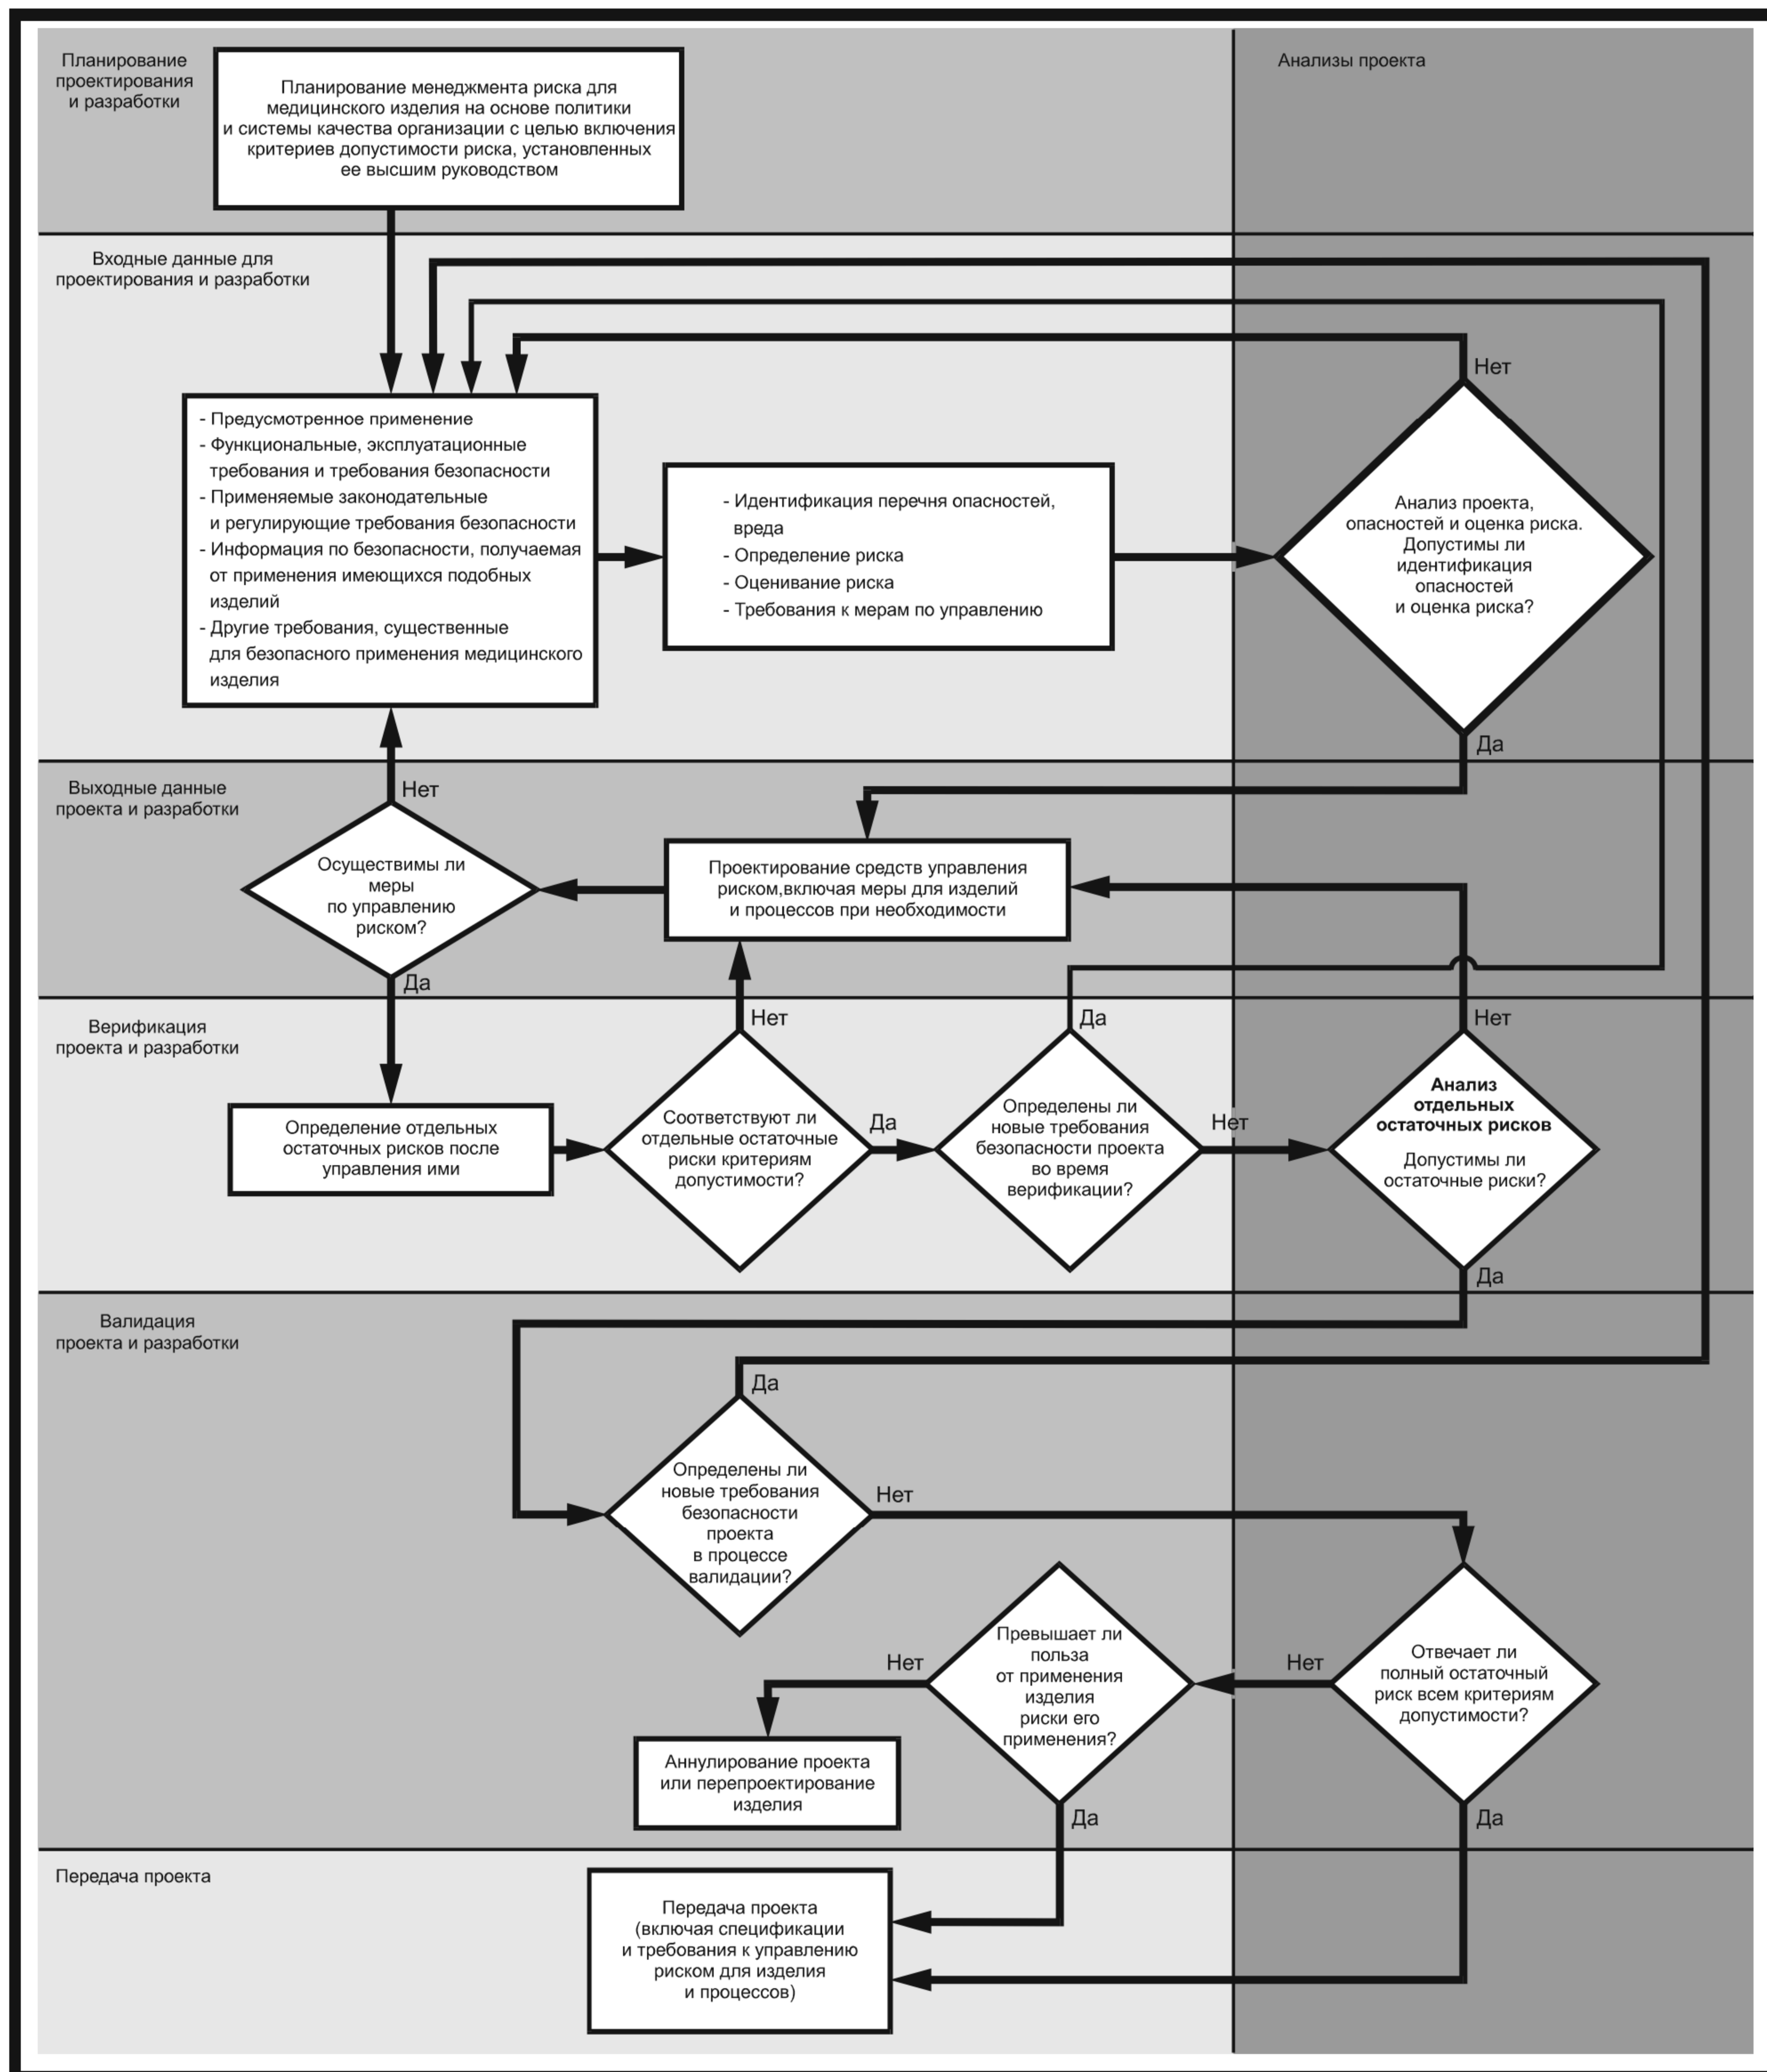 Планирование
проектирования
и разработки
Планирование менеджмента риска для
медицинского изделия на основе политики
и системы качества организации с целью включения
критериев допустимости риска, установленных
ее высшим руководством
Анализы проекта
Входные данные для
проектирования и разработки
Нет
- Предусмотренное применение
- Функциональные, эксплуатационные
требования и требования безопасности
- Применяемые законодательные
и регулирующие требования безопасности
- Информация по безопасности, получаемая
от применения имеющихся подобных
изделий
- Другие требования, существенные
для безопасного применения медицинского
изделия
- Идентификация перечня опасностей,
вреда
- Определение риска
- Оценивание риска
- Требования к мерам по управлению
Анализ проекта,
опасностей и оценка риска.
Допустимы ли
идентификация
опасностей
и оценка риска?
Да
Выходные данные
проекта и разработки
Нет
Осуществимы ли
меры
по управлению
риском?
Да
Проектирование средств управления
риском,включая меры для изделий
и процессов при необходимости
Верификация
проекта и разработки
Нет
Да
Нет
Определение отдельных
остаточных рисков после
управления ими
Соответствуют ли
отдельные остаточные
риски критериям
допустимости?
Да
Определены ли
новые требования
безопасности проекта
во время
верификации?
Нет
Анализ
отдельных
остаточных рисков
Допустимы ли
остаточные риски?
Да
Валидация
проекта и разработки
Да
Определены ли
новые требования
безопасности
проекта
в процессе
валидации?
Нет
Нет
Превышает ли
польза
от применения
изделия
риски его
применения?
Нет
Отвечает ли
полный остаточный
риск всем критериям
допустимости?
Аннулирование проекта
или перепроектирование
изделия
Да
Да
Передача проекта
Передача проекта
(включая спецификации
и требования к управлению
риском для изделия
и процессов)